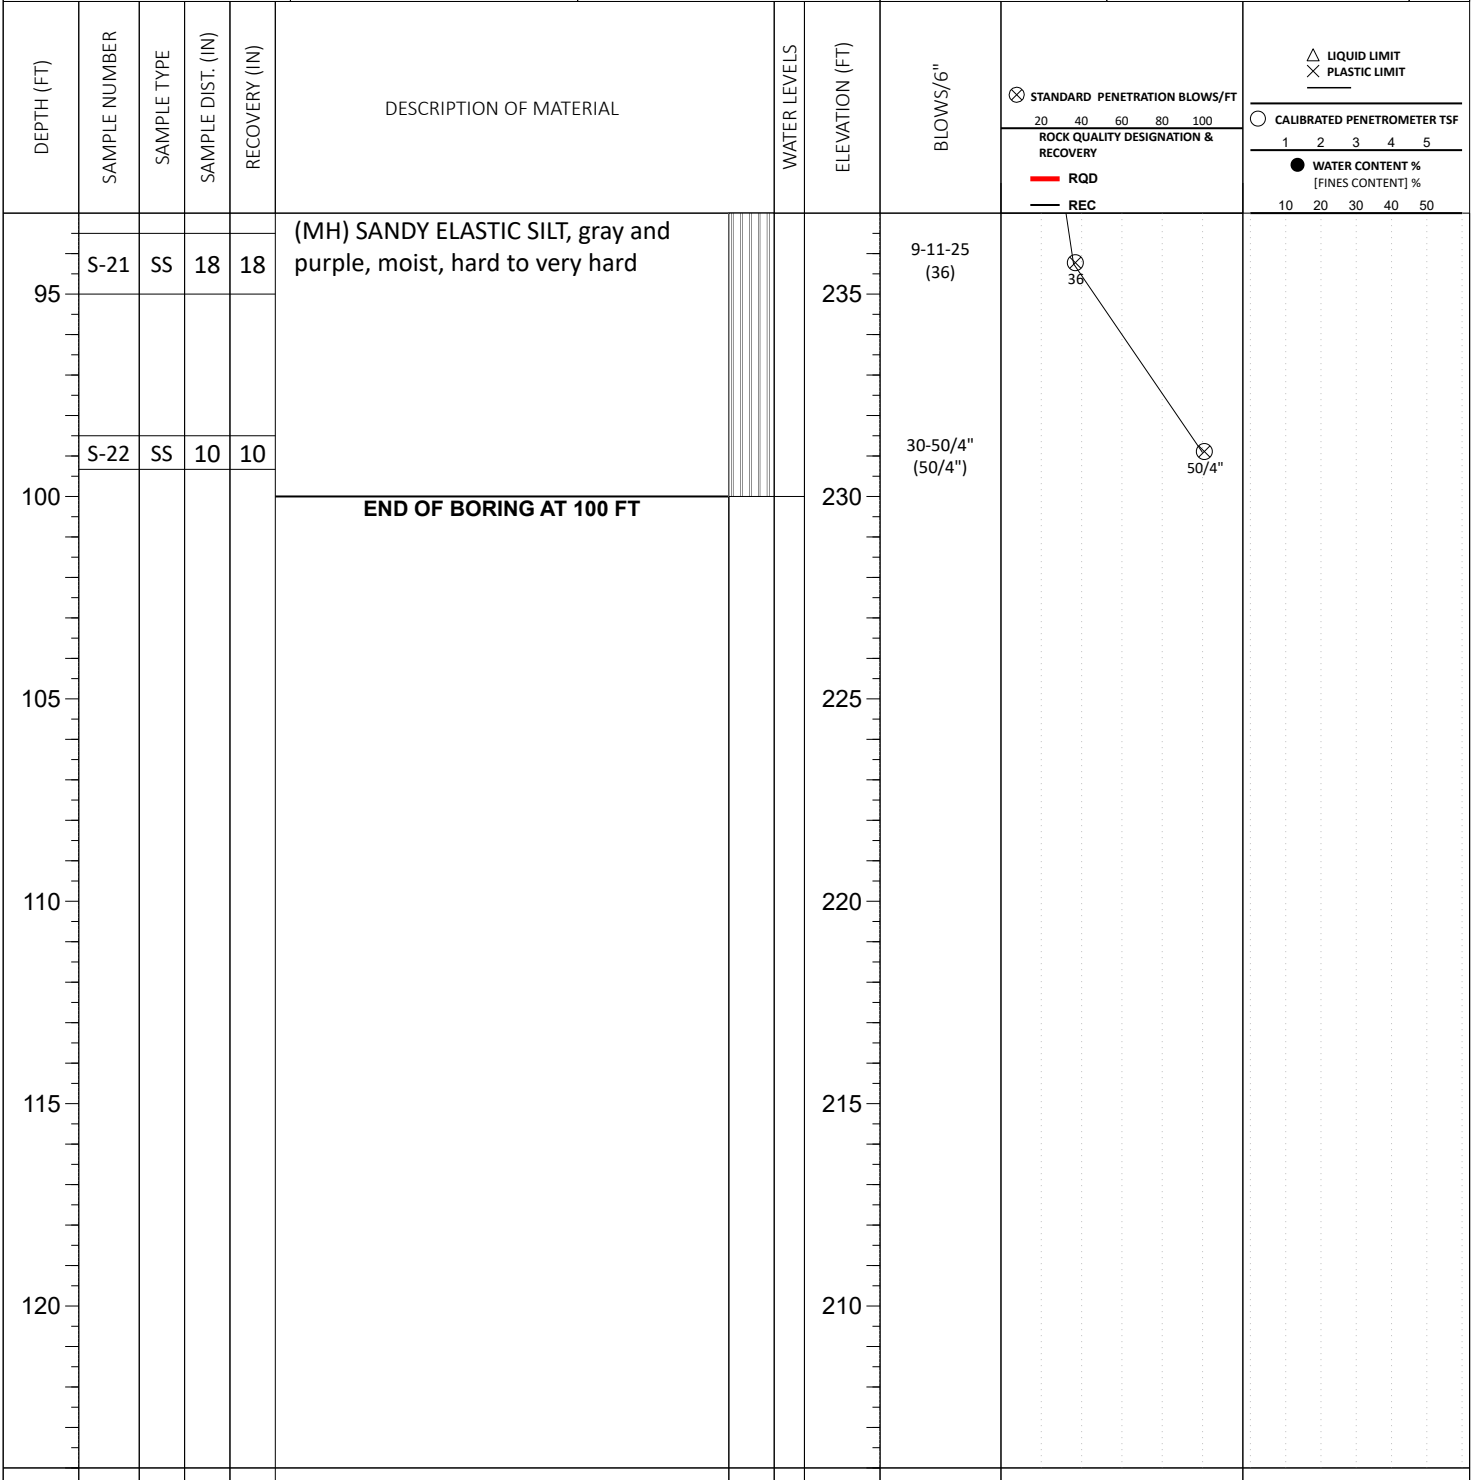 DEPTH (FT)
SAMPLE NUMBER
SAMPLE TYPE
SAMPLE DIST. (IN)
RECOVERY (IN)
DESCRIPTION OF MATERIAL
WATER LEVELS
ELEVATION (FT)
BLOWS/6"
STANDARD PENETRATION BLOWS/FT
20 40 60 80 100
ROCK QUALITY DESIGNATION &
RECOVERY
RQD
REC
LIQUID LIMIT
PLASTIC LIMIT
CALIBRATED PENETROMETER TSF
1 2 3 4 5
WATER CONTENT %
[FINES CONTENT] %
10 20 30 40 50
(MH) SANDY ELASTIC SILT, gray and
purple, moist, hard to very hard
S-21 SS 18 18
9-11-25
(36)
36
95 235
S-22 SS 10 10
30-50/4"
(50/4")
50/4"
100 230
END OF BORING AT 100 FT
105 225
110 220
115 215
120 210